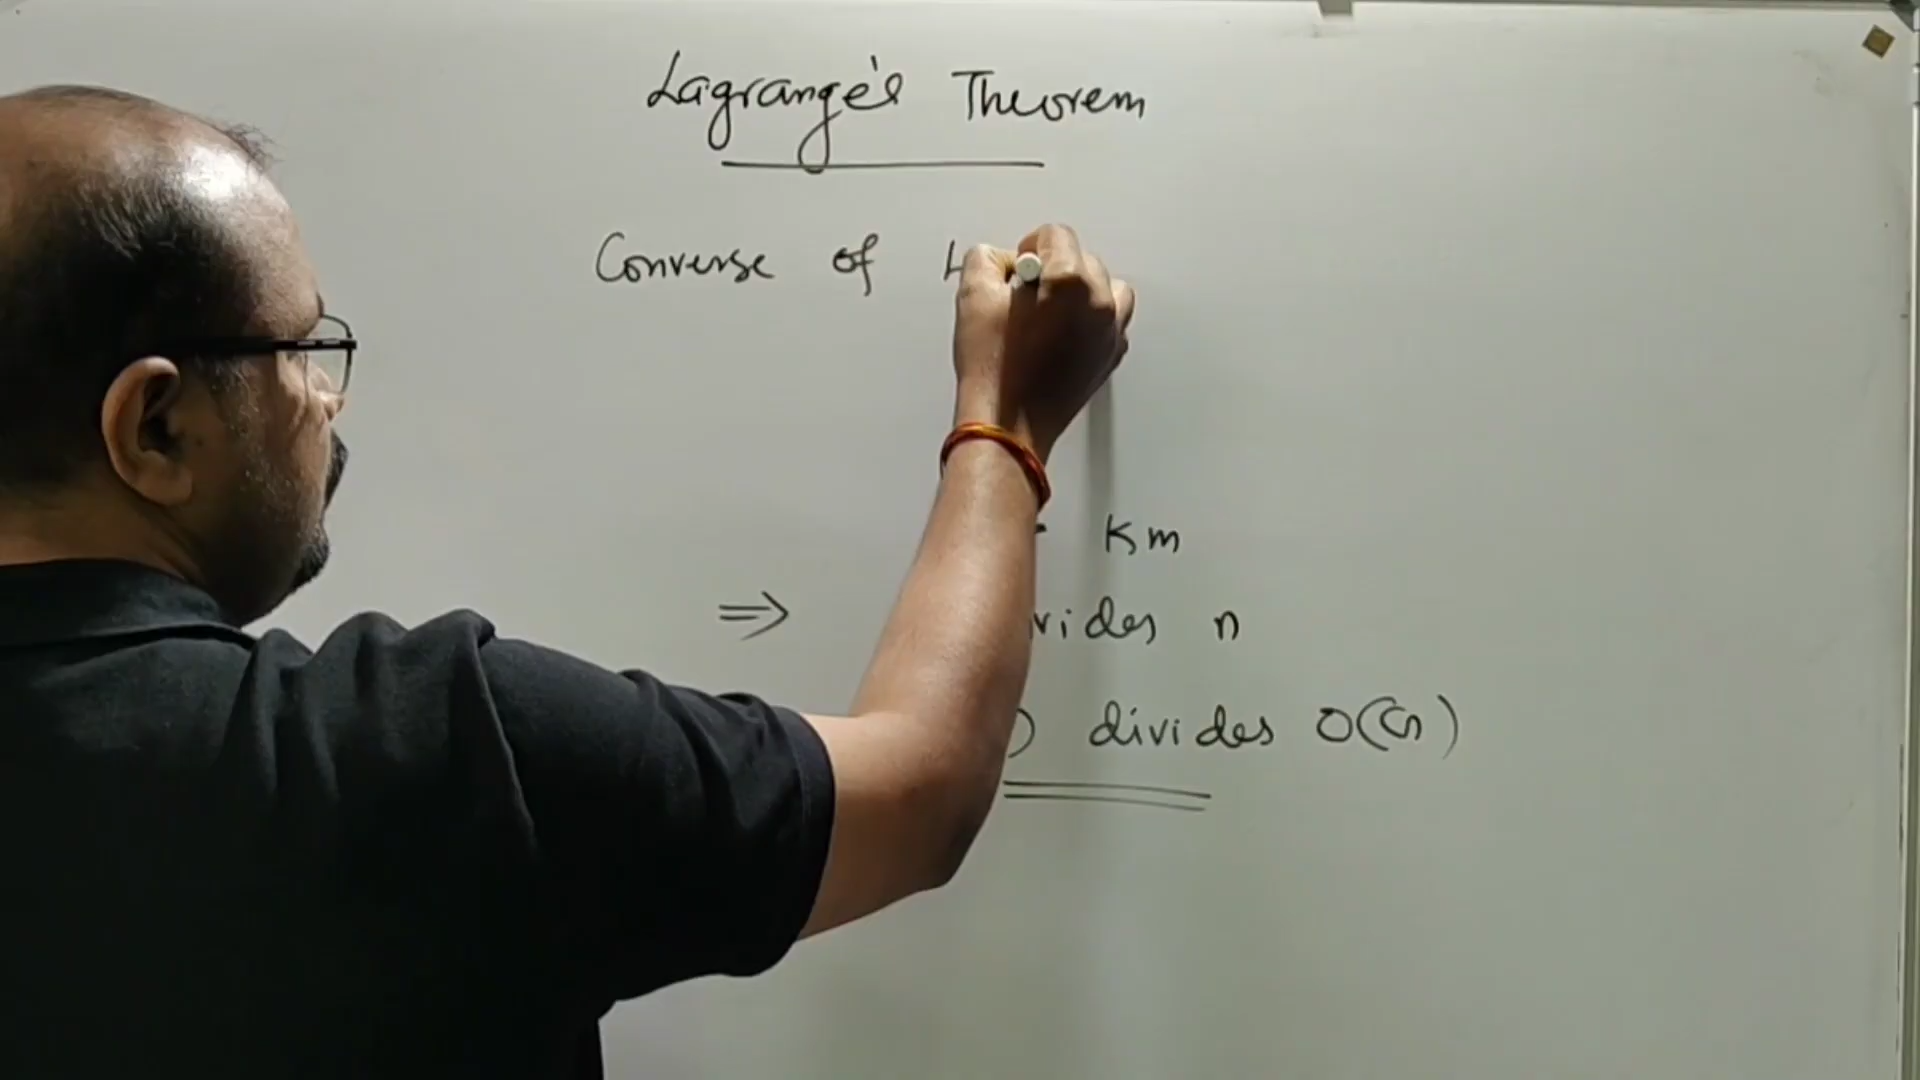 Lagrange's Theorem
Converse of
Km
⇒ vides n
) divides O(G)